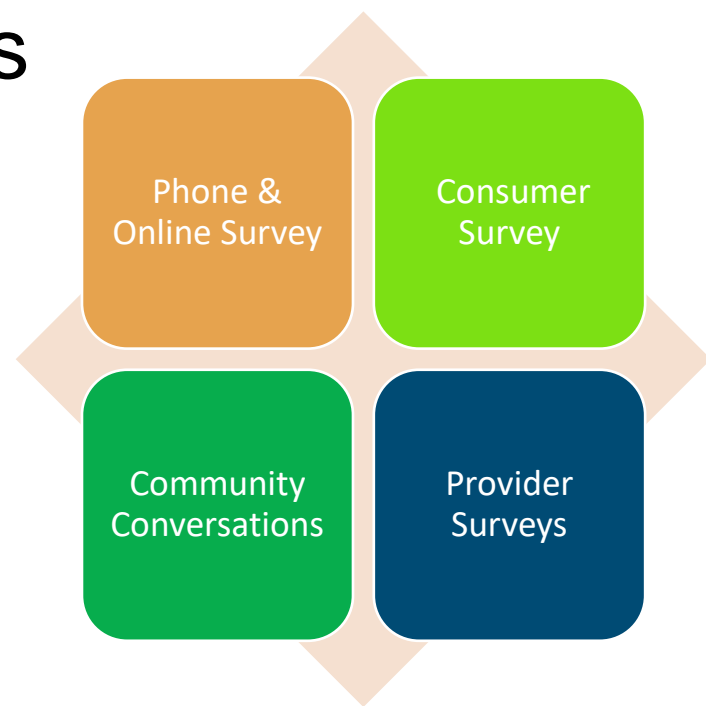 s
Phone &
Online Survey
Consumer
Survey
Community
Conversations
Provider
Surveys